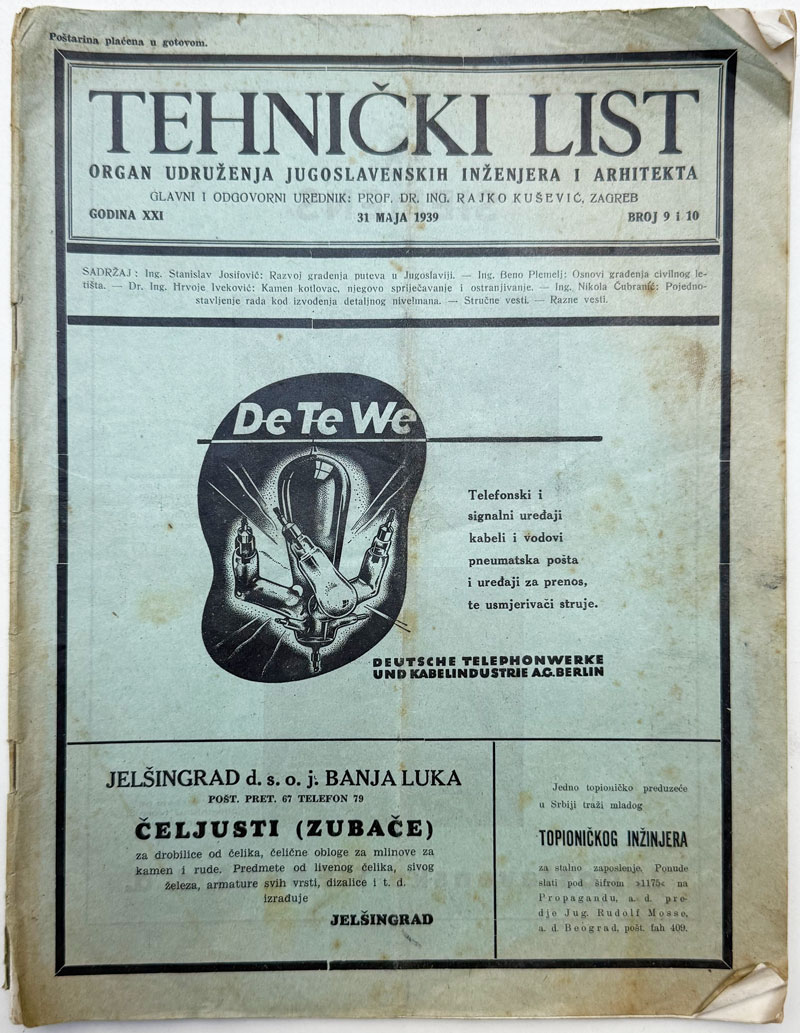 Poštarina plaćena u gotovom.
TEHNIČKI LIST
ORGAN UDRUŽENJA JUGOSLAVENSKIH INŽENJERA I ARHITEKTA
GLAVNI I ODGOVORNI UREDNIK: PROF. DR. ING. RAJKO KUŠEVIĆ, ZAGREB
GODINA XXI 31 MAJA 1939 BROJ 9 i 10
SADRŽAJ: Ing. Stanislav Josifović: Razvoj građenja puteva u Jugoslaviji. — Ing. Beno Plemelj: Osnovi građenja civilnog le-
tišta. — Dr. Ing. Hrvoje Iveković: Kamen kotlovac, njegovo spriječavanje i ostranjivanje. — Ing. Nikola Čubranić: Pojedno-
stavljenje rada kod izvođenja detaljnog nivelmana. — Stručne vesti. — Razne vesti.
DeTeWe
Telefonski i
signalni uređaji
kabeli i vodovi
pneumatska pošta
i uređaji za prenos,
te usmjerivači struje.
DEUTSCHE TELEPHONWERKE
UND KABELINDUSTRIE A.G. BERLIN
JELŠINGRAD d. s. o. j. BANJA LUKA
POŠT. PRET. 67 TELEFON 79
ČELJUSTI (ZUBAČE)
za drobilice od čelika, čelične obloge za mlinove za
kamen i rude. Predmete od livenog čelika, sivog
železa, armature svih vrsti, dizalice i t. d.
izrađuje
JELŠINGRAD
Jedno topioničko preduzeće
u Srbiji traži mladog
TOPIONIČKOG INŽINJERA
za stalno zaposlenje. Ponude
slati pod šifrom »1175« na
Propagandu, a. d. pre-
dje Jug. Rudolf Mosse,
a. d. Beograd, pošt. fah 409.